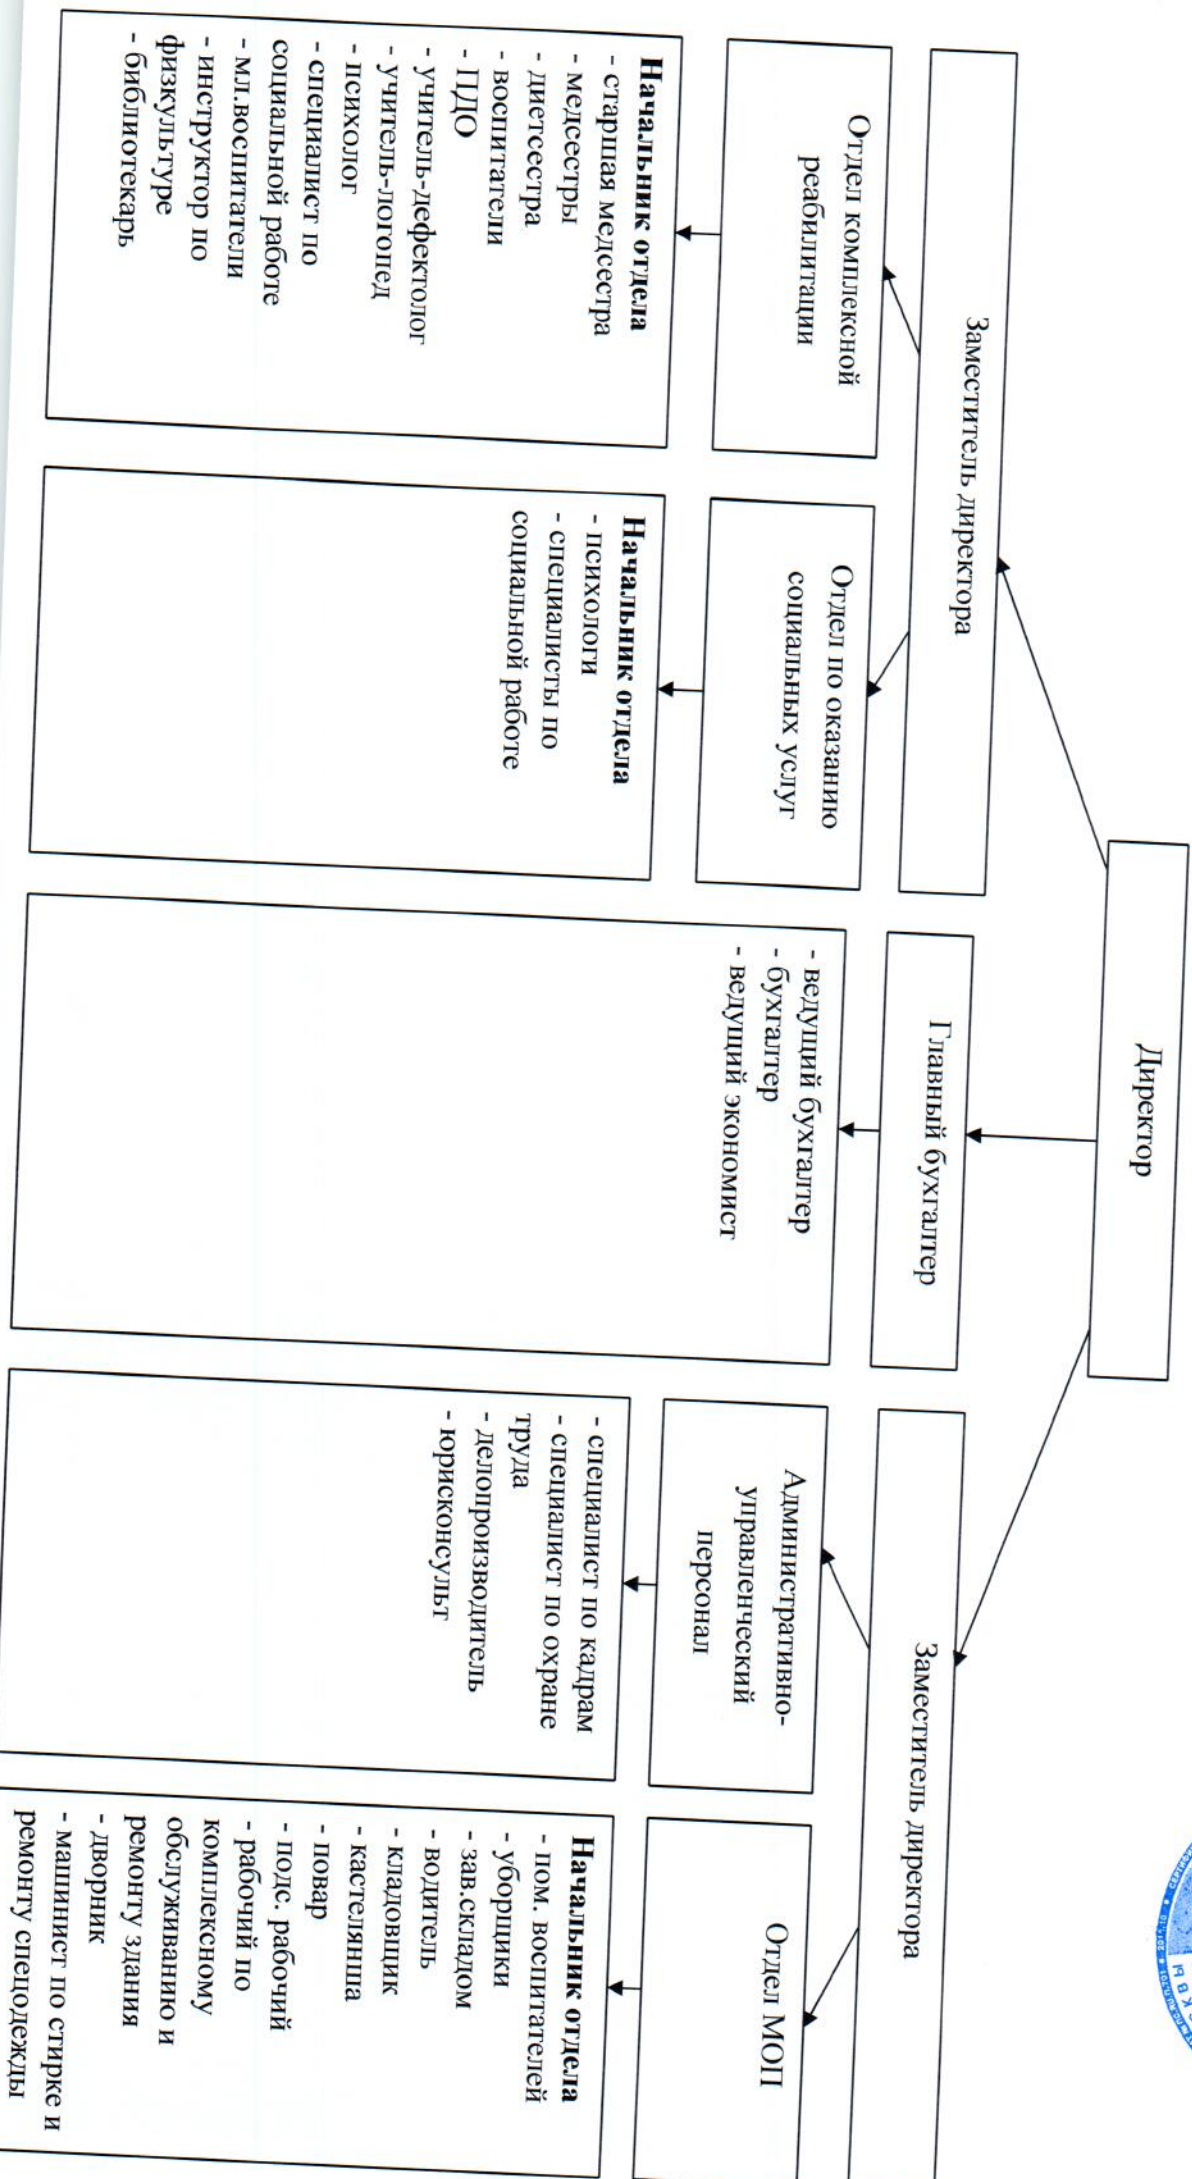 Директор
Заместитель директора
Главный бухгалтер
Заместитель директора
Отдел комплексной
реабилитации
Отдел по оказанию
социальных услуг
Административно-
управленческий
персонал
Отдел МОП
Начальник отдела
- старшая медсестра
- медсестры
- диетсестра
- воспитатели
- ПДО
- учитель-дефектолог
- учитель-логопед
- психолог
- специалист по
социальной работе
- мл.воспитатели
- инструктор по
физкультуре
- библиотекарь
Начальник отдела
- психологи
- специалисты по
социальной работе
- ведущий бухгалтер
- бухгалтер
- ведущий экономист
- специалист по кадрам
- специалист по охране
труда
- делопроизводитель
- юрисконсульт
Начальник отдела
- пом. воспитателей
- уборщики
- зав.складом
- водитель
- кладовщик
- кастелянша
- повар
- подс. рабочий
- рабочий по
комплексному
обслуживанию и
ремонту здания
- дворник
- машинист по стирке и
ремонту спецодежды